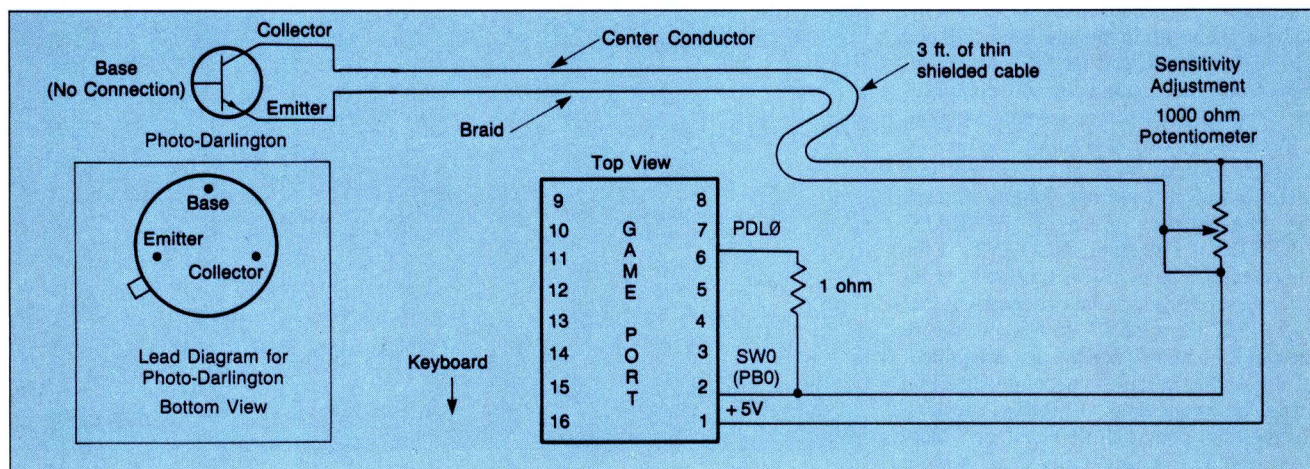 Collector
Base
(No Connection)
Emitter
Photo-Darlington
Center Conductor
Braid
3 ft. of thin
shielded cable
Sensitivity
Adjustment
1000 ohm
Potentiometer
Base
Emitter
Collector
Lead Diagram for
Photo-Darlington
Bottom View
Keyboard
Top View
9 8
10 7
11 6
12 5
13 4
14 3
15 2
16 1
GAME PORT
PDLØ
1 ohm
SW0
(PB0)
+5V